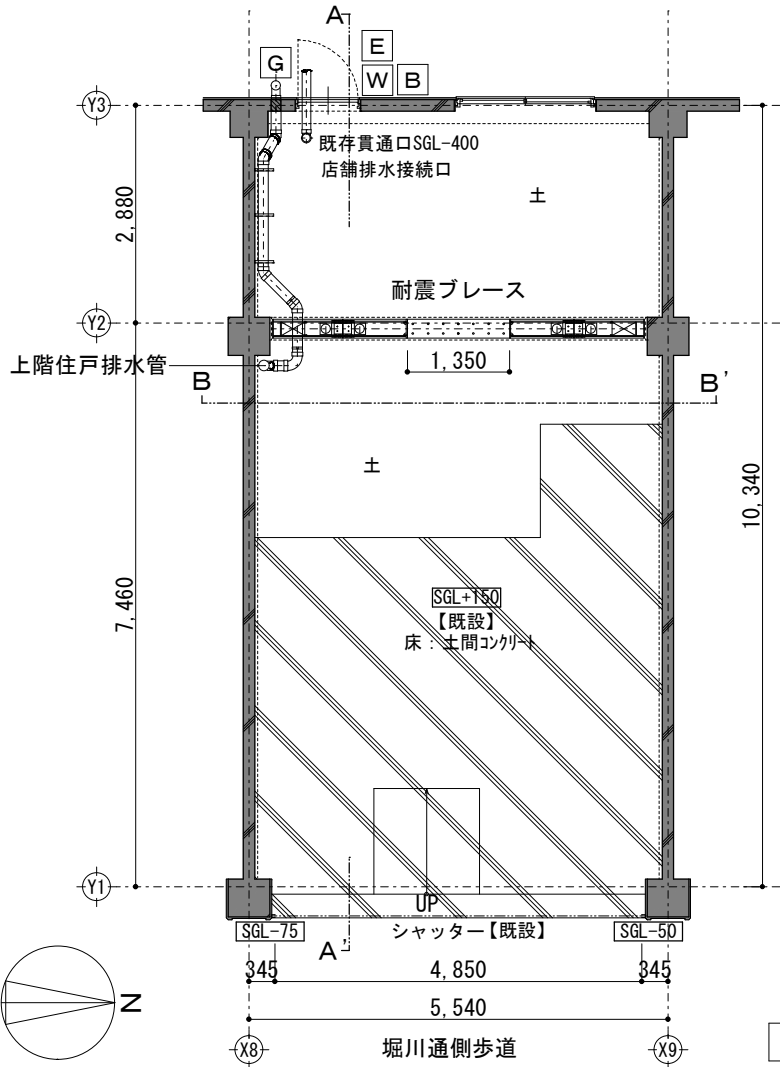 A
E
G
W B
Y3
既存貫通口SGL-400
店舗排水接続口
土
2,880
耐震ブレース
Y2
1,350
上階住戸排水管
B
B'
土
10,340
7,460
SGL+150
【既設】
床：土間コンクリート
Y1
UP
SGL-75
シャッター【既設】
SGL-50
A'
345
4,850
345
N
5,540
X8
堀川通側歩道
X9